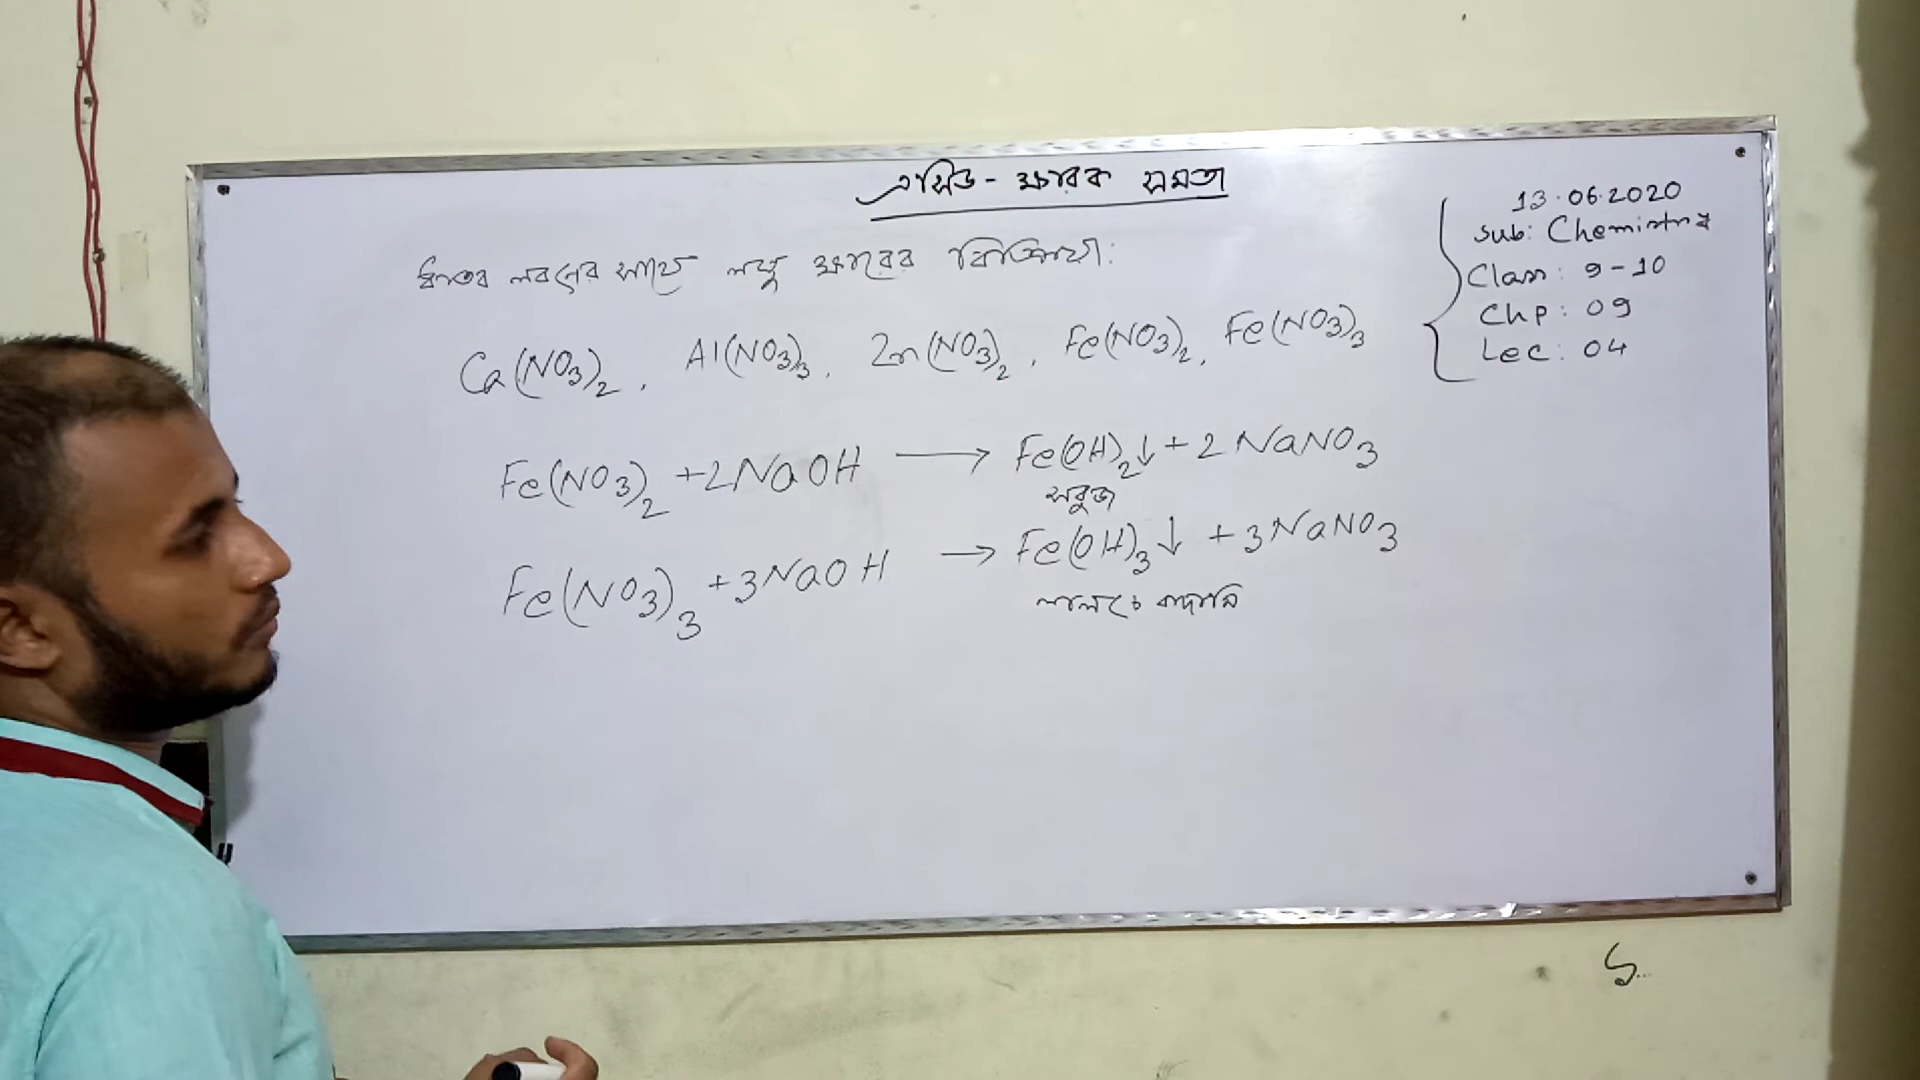 এসিড - ক্ষারক সমতা
13.06.2020
Sub: Chemistry
Class: 9-10
Chp: 09
Lec: 04
ধাতব লবনের সাথে লঘু ক্ষারের বিক্রিয়া:
Ca(NO3)2, Al(NO3)3, Zn(NO3)2, Fe(NO3)2, Fe(NO3)3
Fe(NO3)2 +2NaOH ⟶ Fe(OH)2↓ + 2NaNO3
সবুজ
Fe(NO3)3 +3NaOH → Fe(OH)3↓ + 3NaNO3
লালচে বাদামি